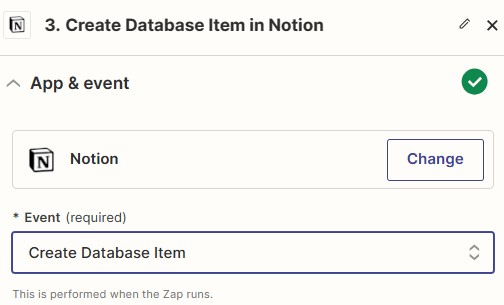 3. Create Database Item in Notion
App & event
Notion
Change
* Event (required)
Create Database Item
This is performed when the Zap runs.